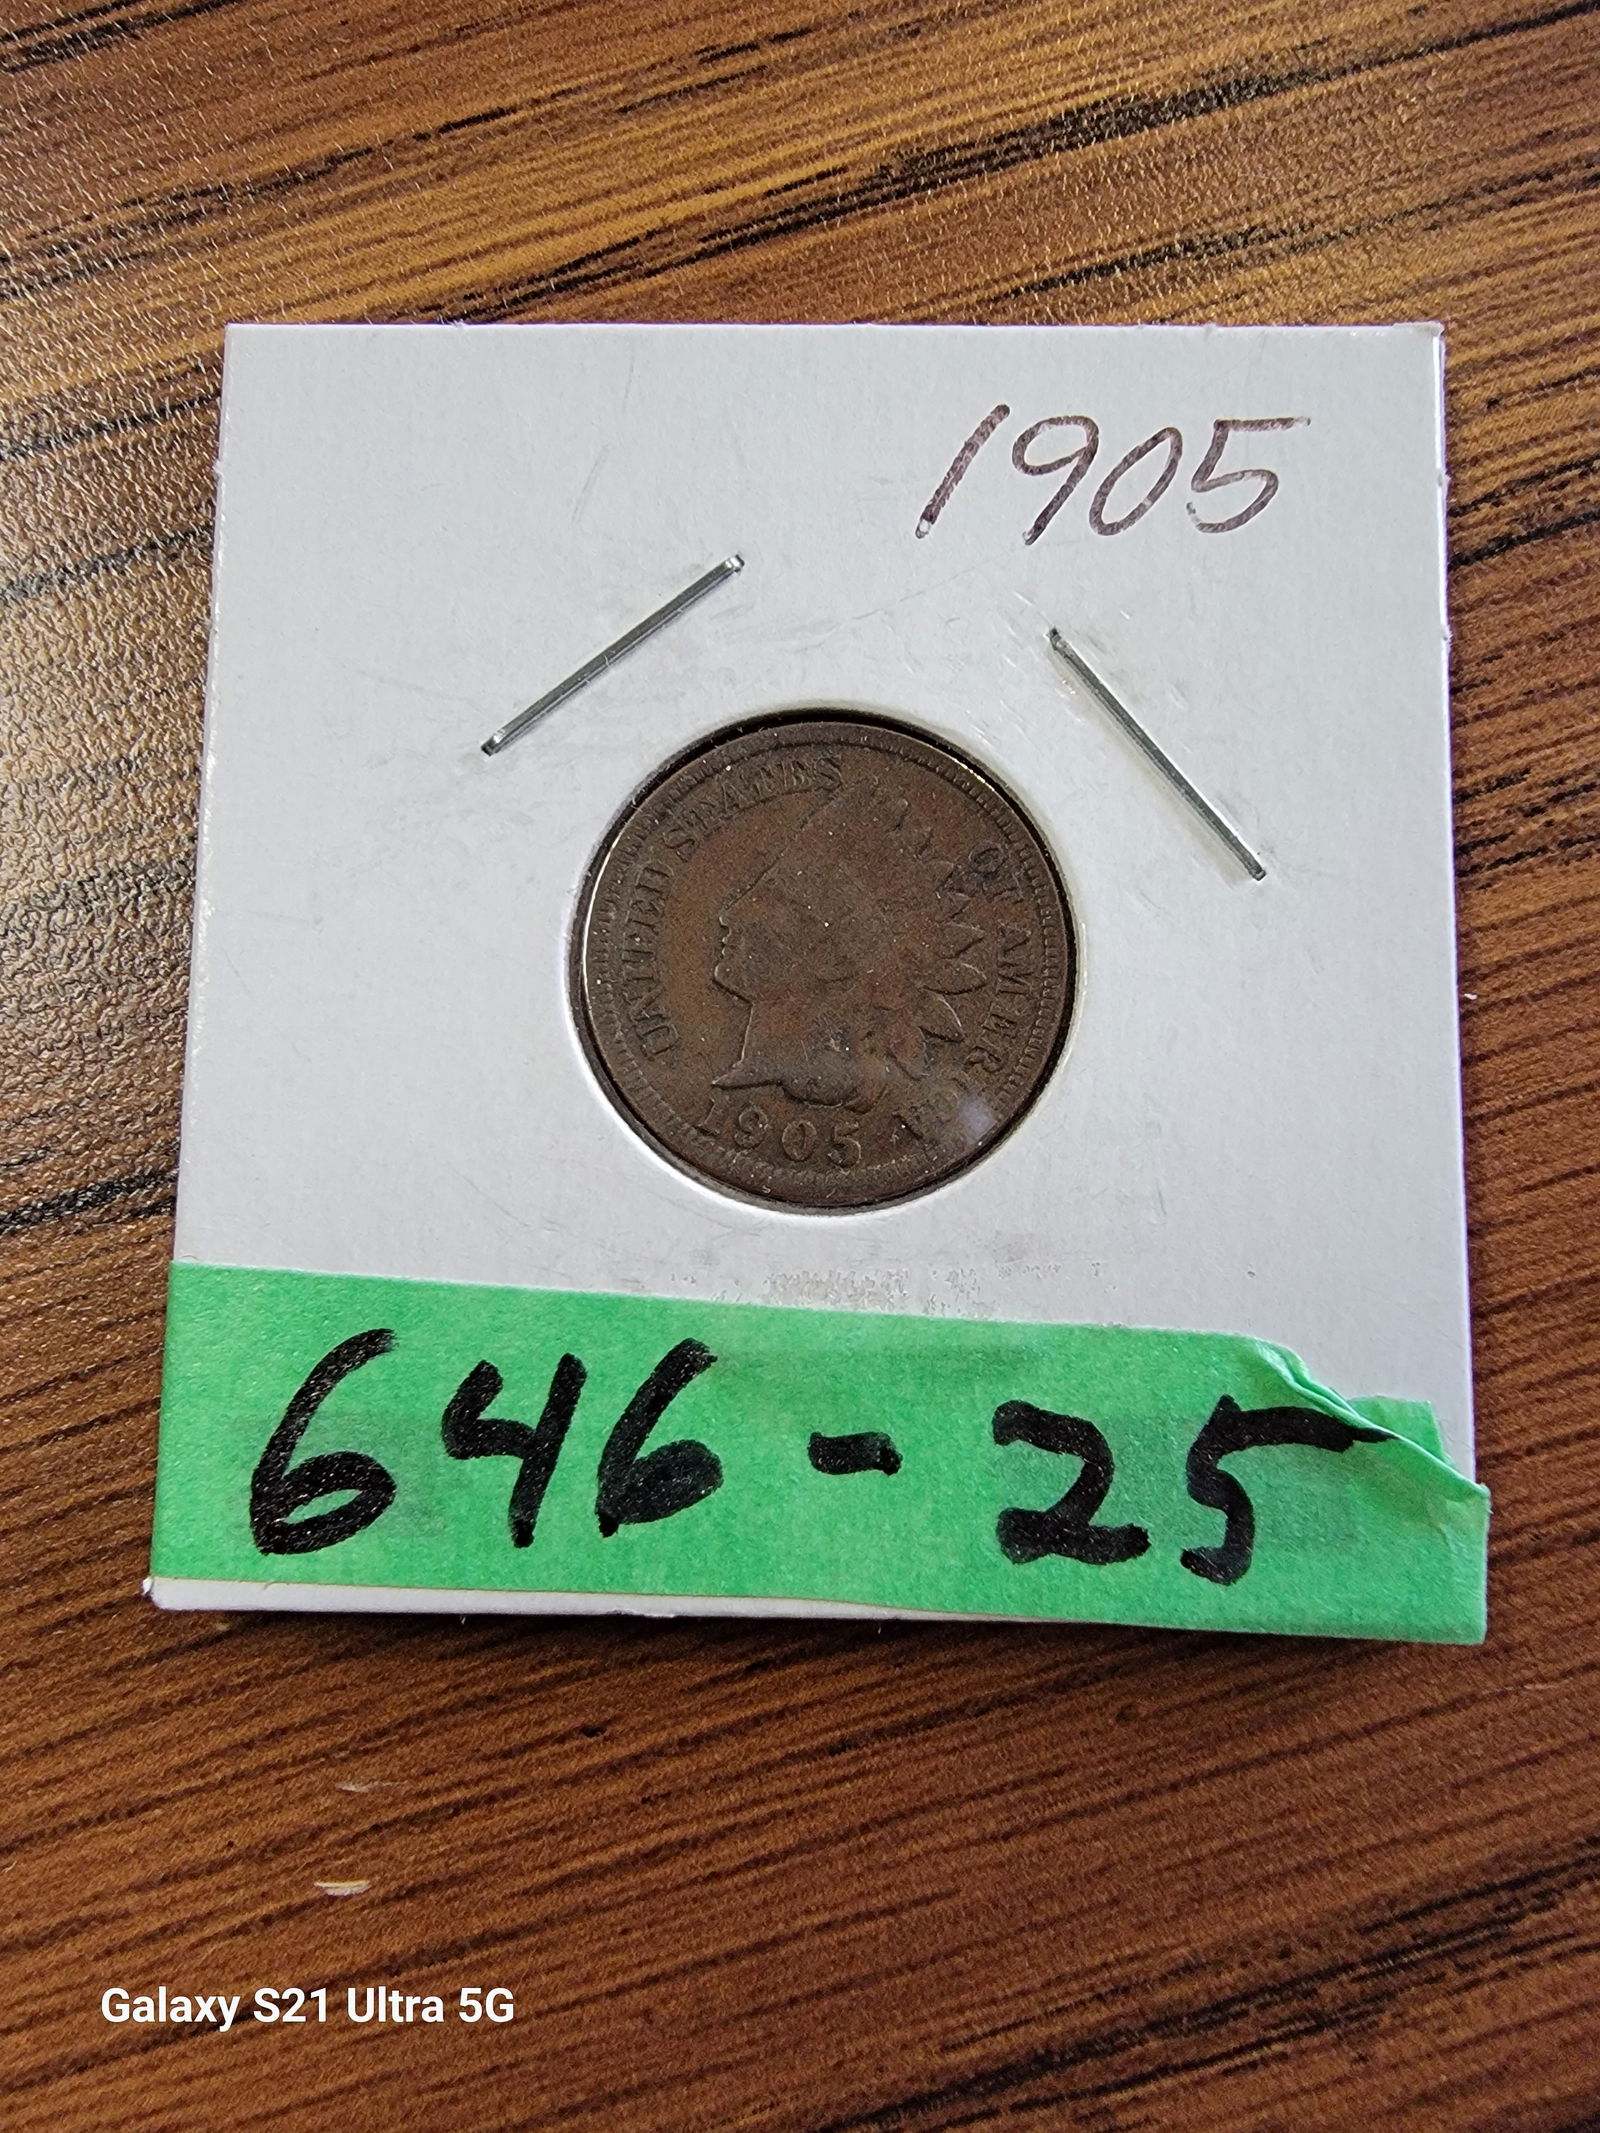 1905
UNITED STATES OF AMERICA
1905
646-25
Galaxy S21 Ultra 5G